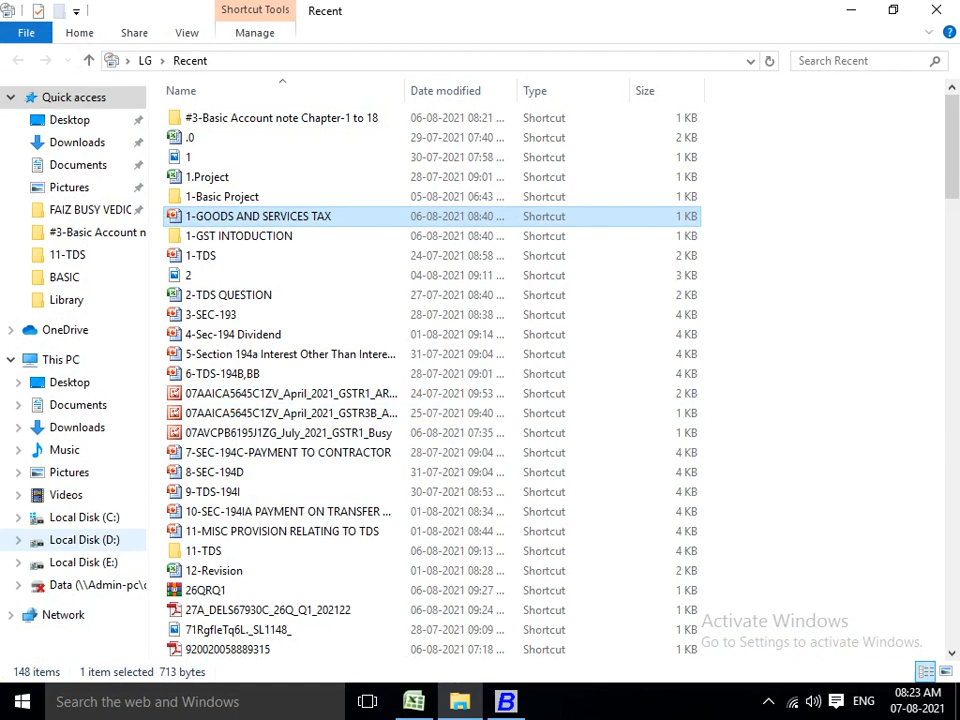 Shortcut Tools
Recent
File
Home
Share
View
Manage
LG
Recent
Search Recent
Name
Date modified
Type
Size
Quick access
Desktop
Downloads
Documents
Pictures
FAIZ BUSY VEDIC
#3-Basic Account n
11-TDS
BASIC
Library
OneDrive
This PC
Desktop
Documents
Downloads
Music
Pictures
Videos
Local Disk (C:)
Local Disk (D:)
Local Disk (E:)
Data (\\Admin-pc\c
Network
#3-Basic Account note Chapter-1 to 18 06-08-2021 08:21 ... Shortcut 1 KB
.0 29-07-2021 07:40 ... Shortcut 2 KB
1 30-07-2021 07:58 ... Shortcut 1 KB
1.Project 28-07-2021 09:01 ... Shortcut 1 KB
1-Basic Project 05-08-2021 06:43 ... Shortcut 1 KB
1-GOODS AND SERVICES TAX 06-08-2021 08:40 ... Shortcut 1 KB
1-GST INTODUCTION 06-08-2021 08:40 ... Shortcut 1 KB
1-TDS 24-07-2021 08:58 ... Shortcut 2 KB
2 04-08-2021 09:11 ... Shortcut 3 KB
2-TDS QUESTION 27-07-2021 08:40 ... Shortcut 2 KB
3-SEC-193 28-07-2021 08:38 ... Shortcut 4 KB
4-Sec-194 Dividend 01-08-2021 09:14 ... Shortcut 4 KB
5-Section 194a Interest Other Than Intere... 31-07-2021 09:04 ... Shortcut 4 KB
6-TDS-194B,BB 28-07-2021 09:01 ... Shortcut 4 KB
07AAICA5645C1ZV_April_2021_GSTR1_AR... 24-07-2021 09:53 ... Shortcut 2 KB
07AAICA5645C1ZV_April_2021_GSTR3B_A... 25-07-2021 09:40 ... Shortcut 1 KB
07AVCPB6195J1ZG_July_2021_GSTR1_Busy 06-08-2021 07:35 ... Shortcut 1 KB
7-SEC-194C-PAYMENT TO CONTRACTOR 28-07-2021 09:04 ... Shortcut 4 KB
8-SEC-194D 31-07-2021 09:04 ... Shortcut 4 KB
9-TDS-194I 30-07-2021 08:53 ... Shortcut 4 KB
10-SEC-194IA PAYMENT ON TRANSFER ... 01-08-2021 08:34 ... Shortcut 4 KB
11-MISC PROVISION RELATING TO TDS 01-08-2021 08:44 ... Shortcut 4 KB
11-TDS 06-08-2021 09:13 ... Shortcut 4 KB
12-Revision 01-08-2021 08:28 ... Shortcut 4 KB
26QRQ1 06-08-2021 09:27 ... Shortcut 1 KB
27A_DELS67930C_26Q_Q1_202122 06-08-2021 09:24 ... Shortcut 1 KB
71RgfIeTq6L._SL1148_ 28-07-2021 09:09 ... Shortcut 1 KB
920020058889315 06-08-2021 07:18 ... Shortcut 1 KB
Activate Windows
Go to Settings to activate Windows.
148 items 1 item selected 713 bytes
Search the web and Windows
B
ENG
08:23 AM
07-08-2021